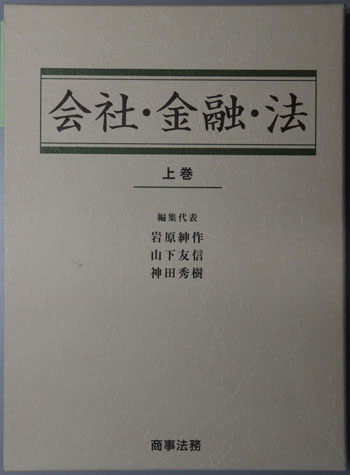 会社・金融・法
上巻
編集代表
岩原紳作
山下友信
神田秀樹
商事法務